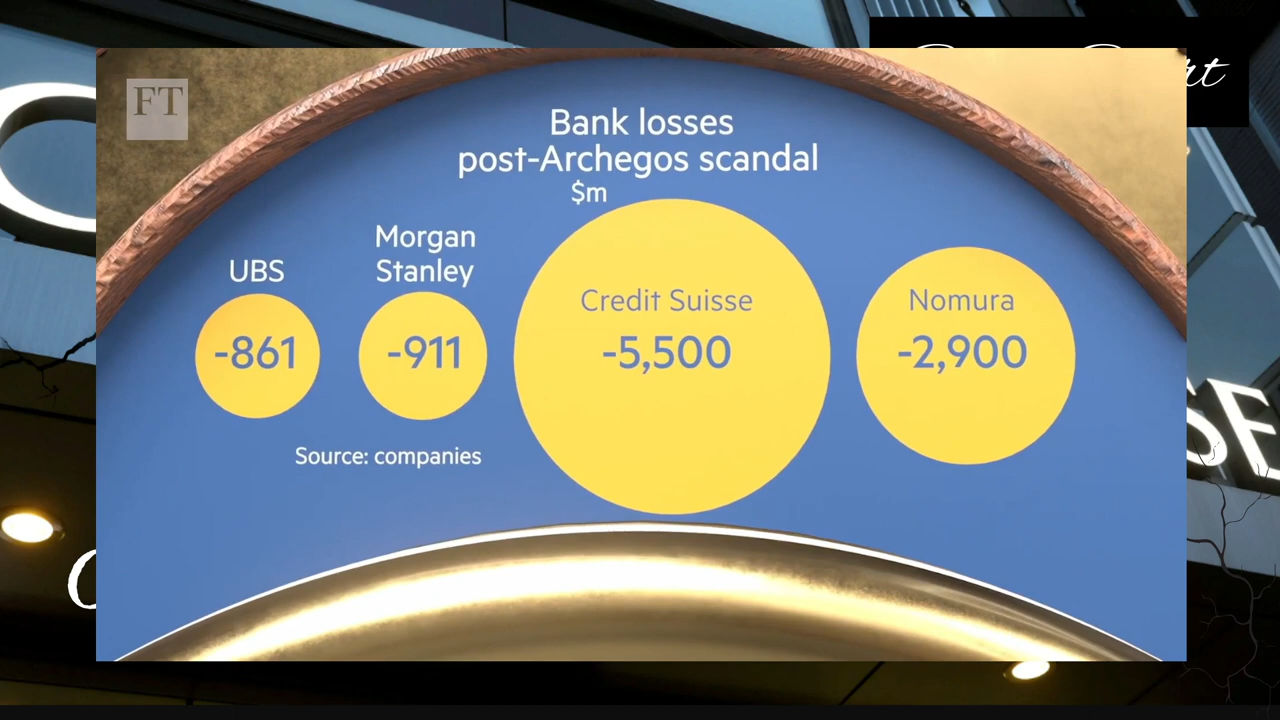 FT
Bank losses
post-Archegos scandal
$m
UBS
-861
Morgan
Stanley
-911
Credit Suisse
-5,500
Nomura
-2,900
Source: companies